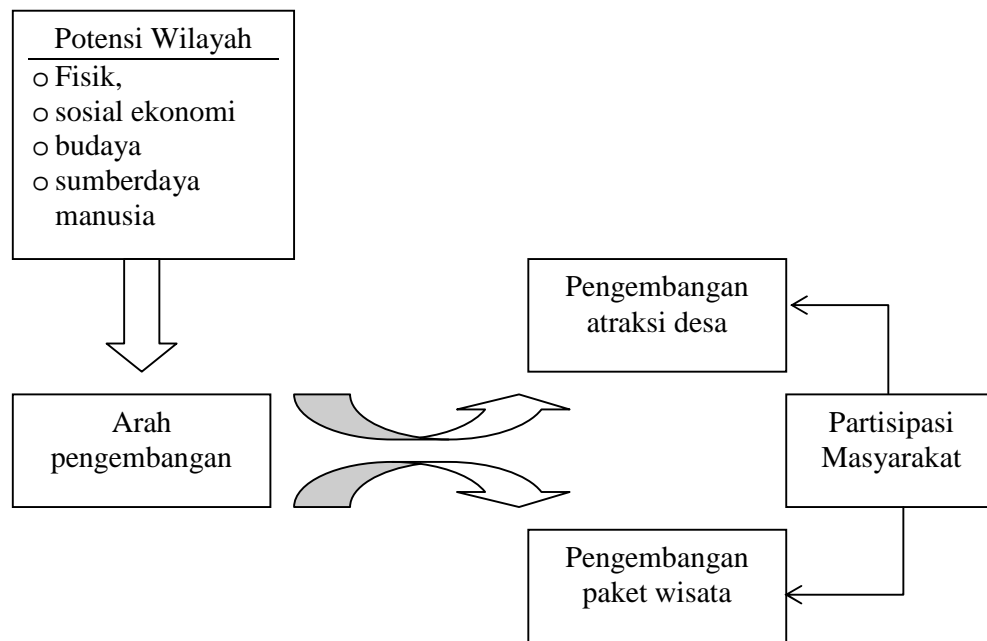 Potensi Wilayah
o Fisik,
o sosial ekonomi
o budaya
o sumberdaya
manusia
Pengembangan
atraksi desa
Arah
pengembangan
Partisipasi
Masyarakat
Pengembangan
paket wisata